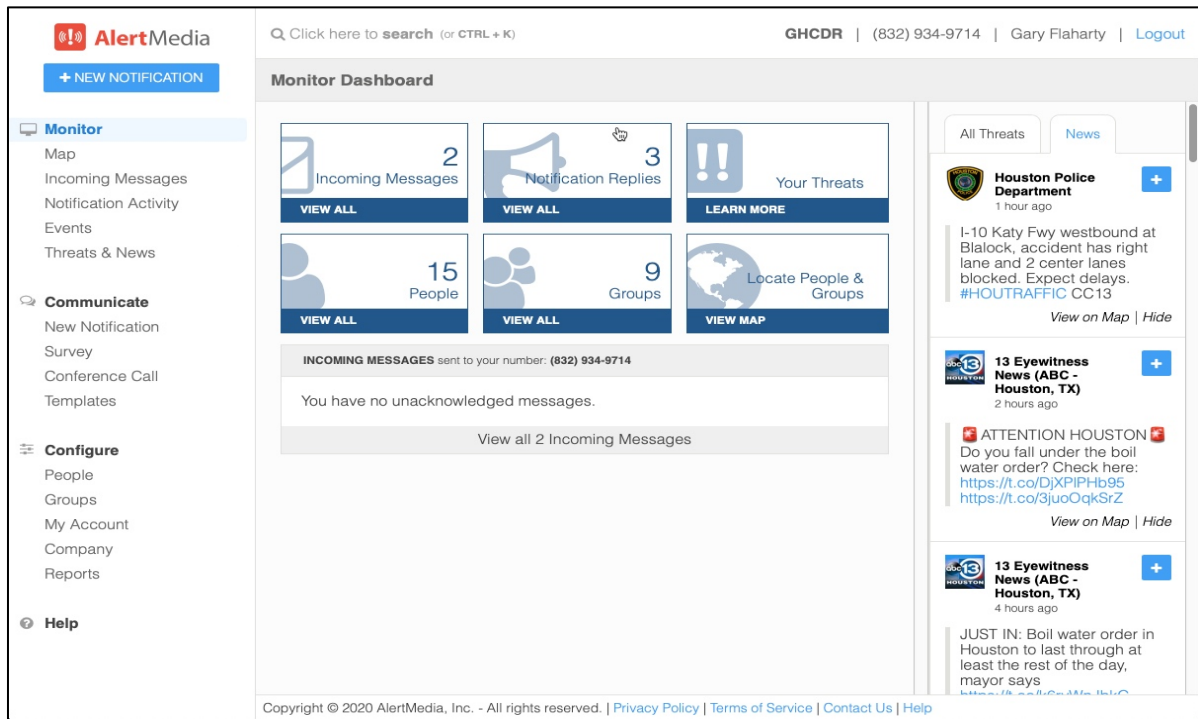 AlertMedia
+ NEW NOTIFICATION
Monitor
Map
Incoming Messages
Notification Activity
Events
Threats & News
Communicate
New Notification
Survey
Conference Call
Templates
Configure
People
Groups
My Account
Company
Reports
Help
Click here to search (or CTRL + K)
GHCDR | (832) 934-9714 | Gary Flaharty | Logout
Monitor Dashboard
2
Incoming Messages
VIEW ALL
3
Notification Replies
VIEW ALL
!!
Your Threats
LEARN MORE
15
People
VIEW ALL
9
Groups
VIEW ALL
Locate People &
Groups
VIEW MAP
INCOMING MESSAGES sent to your number: (832) 934-9714
You have no unacknowledged messages.
View all 2 Incoming Messages
All Threats
News
Houston Police
Department
1 hour ago
+
I-10 Katy Fwy westbound at
Blalock, accident has right
lane and 2 center lanes
blocked. Expect delays.
#HOUTRAFFIC CC13
View on Map | Hide
abc 13
HOUSTON
13 Eyewitness
News (ABC -
Houston, TX)
2 hours ago
+
🚨 ATTENTION HOUSTON🚨
Do you fall under the boil
water order? Check here:
https://t.co/DjXPlPHb95
https://t.co/3juoOqkSrZ
View on Map | Hide
abc 13
HOUSTON
13 Eyewitness
News (ABC -
Houston, TX)
4 hours ago
+
JUST IN: Boil water order in
Houston to last through at
least the rest of the day,
mayor says
Copyright © 2020 AlertMedia, Inc. - All rights reserved. | Privacy Policy | Terms of Service | Contact Us | Help